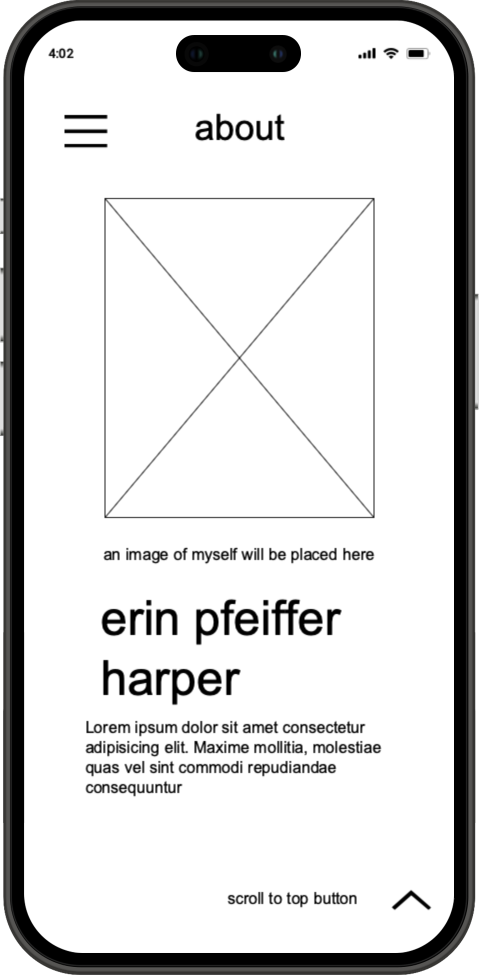 4:02
about
an image of myself will be placed here
erin pfeiffer
harper
Lorem ipsum dolor sit amet consectetur
adipisicing elit. Maxime mollitia, molestiae
quas vel sint commodi repudiandae
consequuntur
scroll to top button